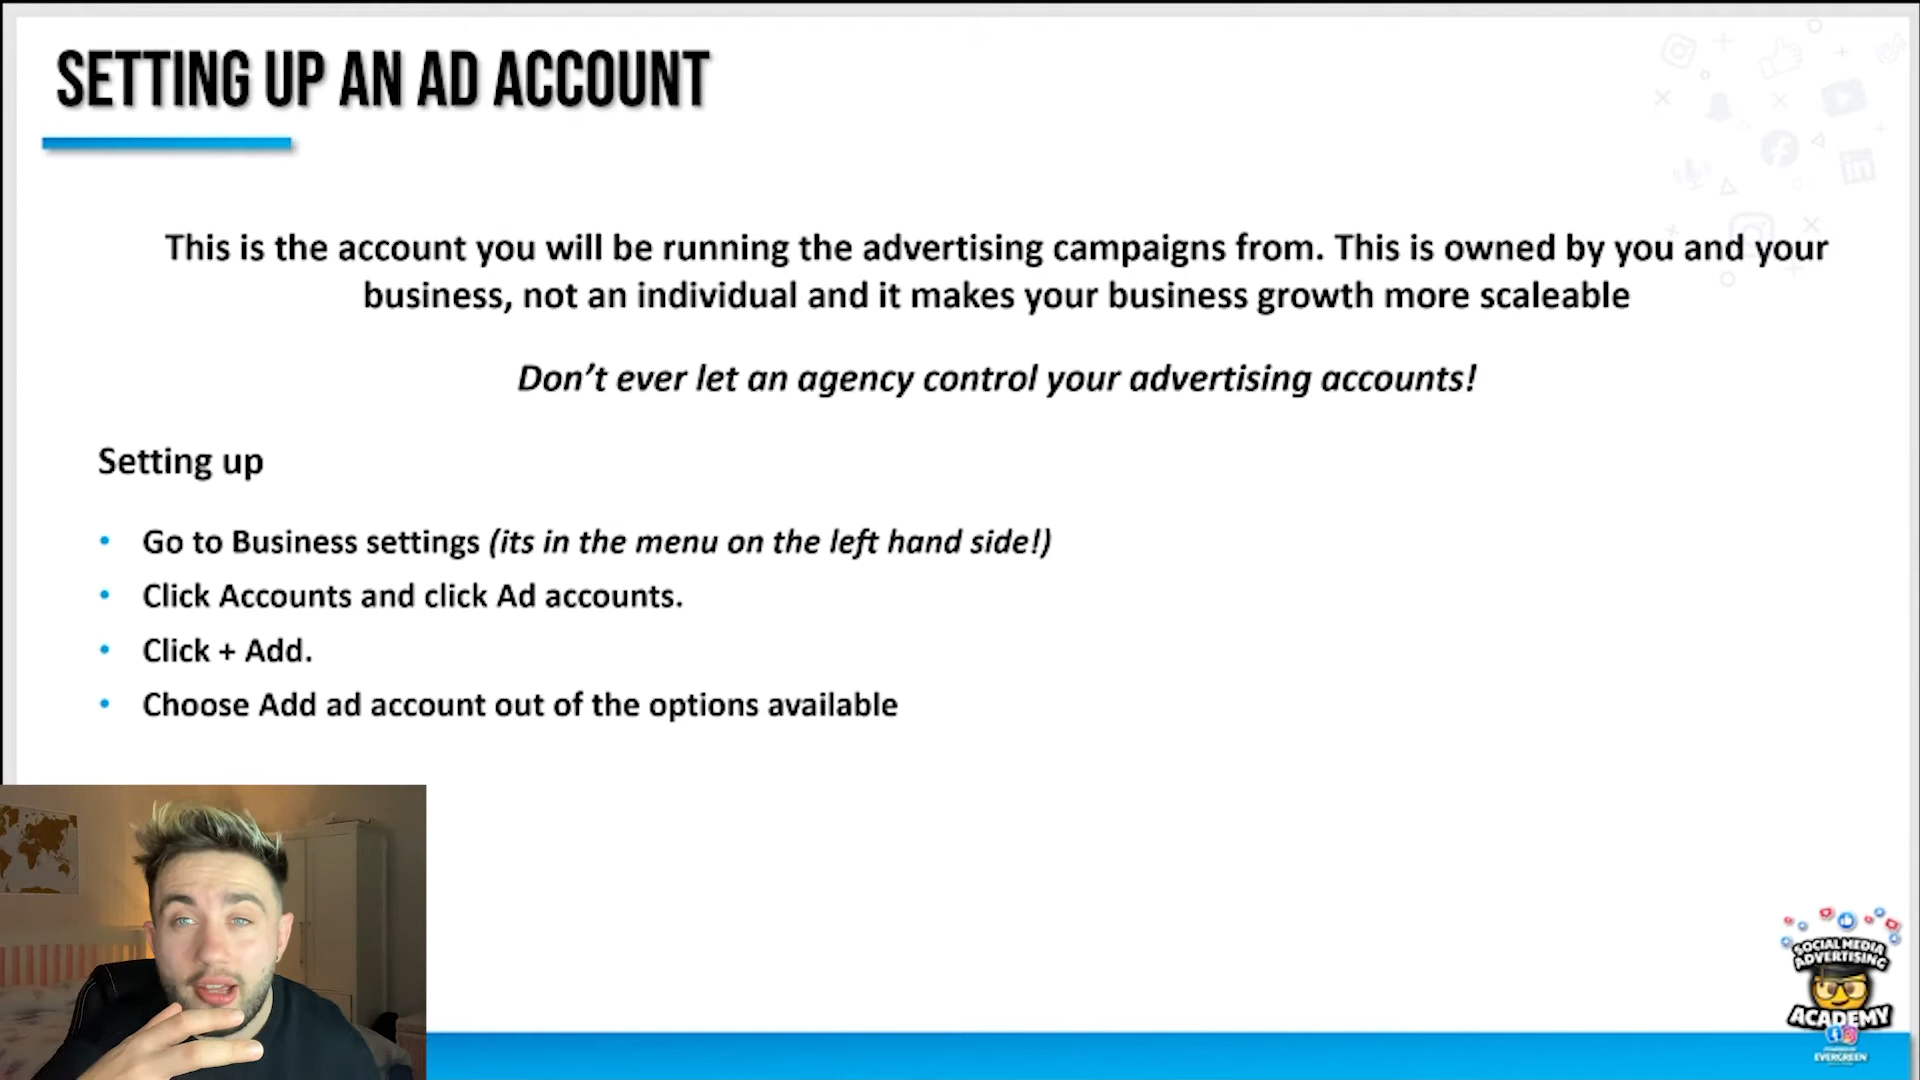 SETTING UP AN AD ACCOUNT
This is the account you will be running the advertising campaigns from. This is owned by you and your
business, not an individual and it makes your business growth more scaleable
Don’t ever let an agency control your advertising accounts!
Setting up
• Go to Business settings (its in the menu on the left hand side!)
• Click Accounts and click Ad accounts.
• Click + Add.
• Choose Add ad account out of the options available
SOCIAL MEDIA
ADVERTISING
ACADEMY
EVERGREEN